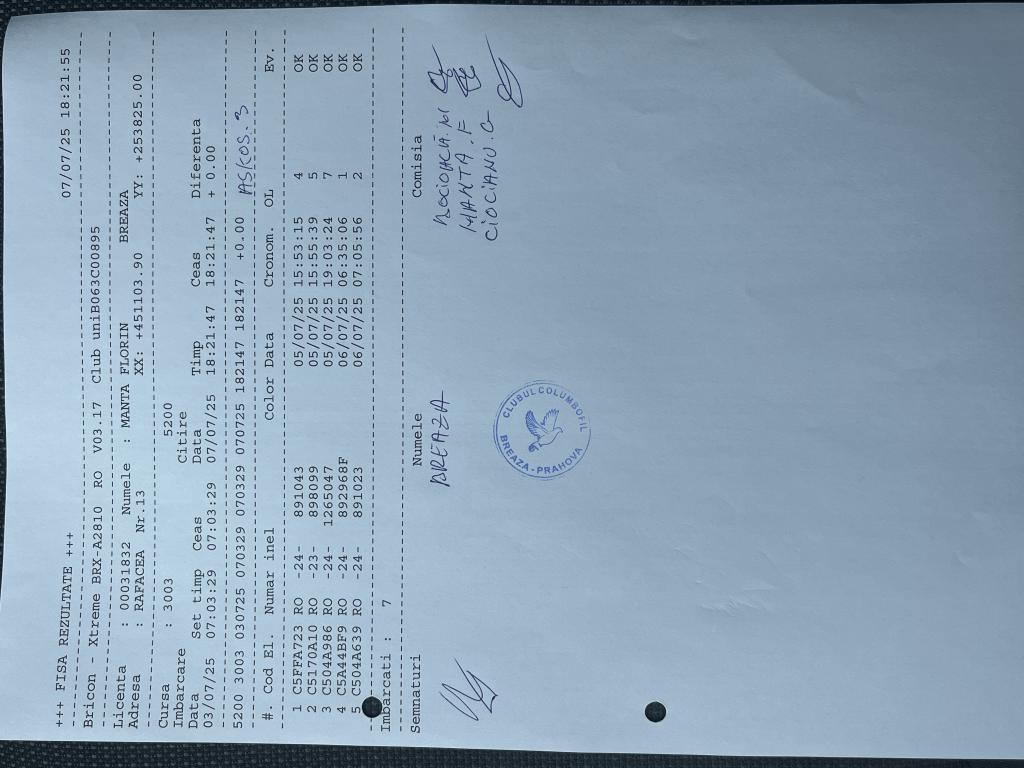 +++ FISA REZULTATE +++ 07/07/25 18:21:55
Bricon - Xtreme BRX-A2810 RO V03.17 Club uniB063C00895
Licenta : 00031832 Numele : MANTA FLORIN
Adresa : RAFACEA Nr.13 XX: +451103.90 BREAZA YY: +253825.00
Cursa : 3003 5200
Imbarcare Citire
Data Set timp Ceas Data Timp Ceas Diferenta
03/07/25 07:03:29 07:03:29 07/07/25 18:21:47 18:21:47 + 0.00
5200 3003 030725 070329 070329 070725 182147 182147 +0.00 ASKOS.3
#. Cod El. Numar inel Color Data Cronom. OL Ev.
1 C5FFA723 RO -24- 891043 05/07/25 15:53:15 4 OK
2 C5170A10 RO -23- 898099 05/07/25 15:55:39 5 OK
3 C504A986 RO -24- 1265047 05/07/25 19:03:24 7 OK
4 C5A44BF9 RO -24- 892968F 06/07/25 06:35:06 1 OK
5 C504A639 RO -24- 891023 06/07/25 07:05:56 2 OK
Imbarcati : 7
Semnaturi Numele Comisia
BREAZA
MANTA.F
CIOCIANU.G
CLUBUL COLUMBOFIL
BREAZA-PRAHOVA